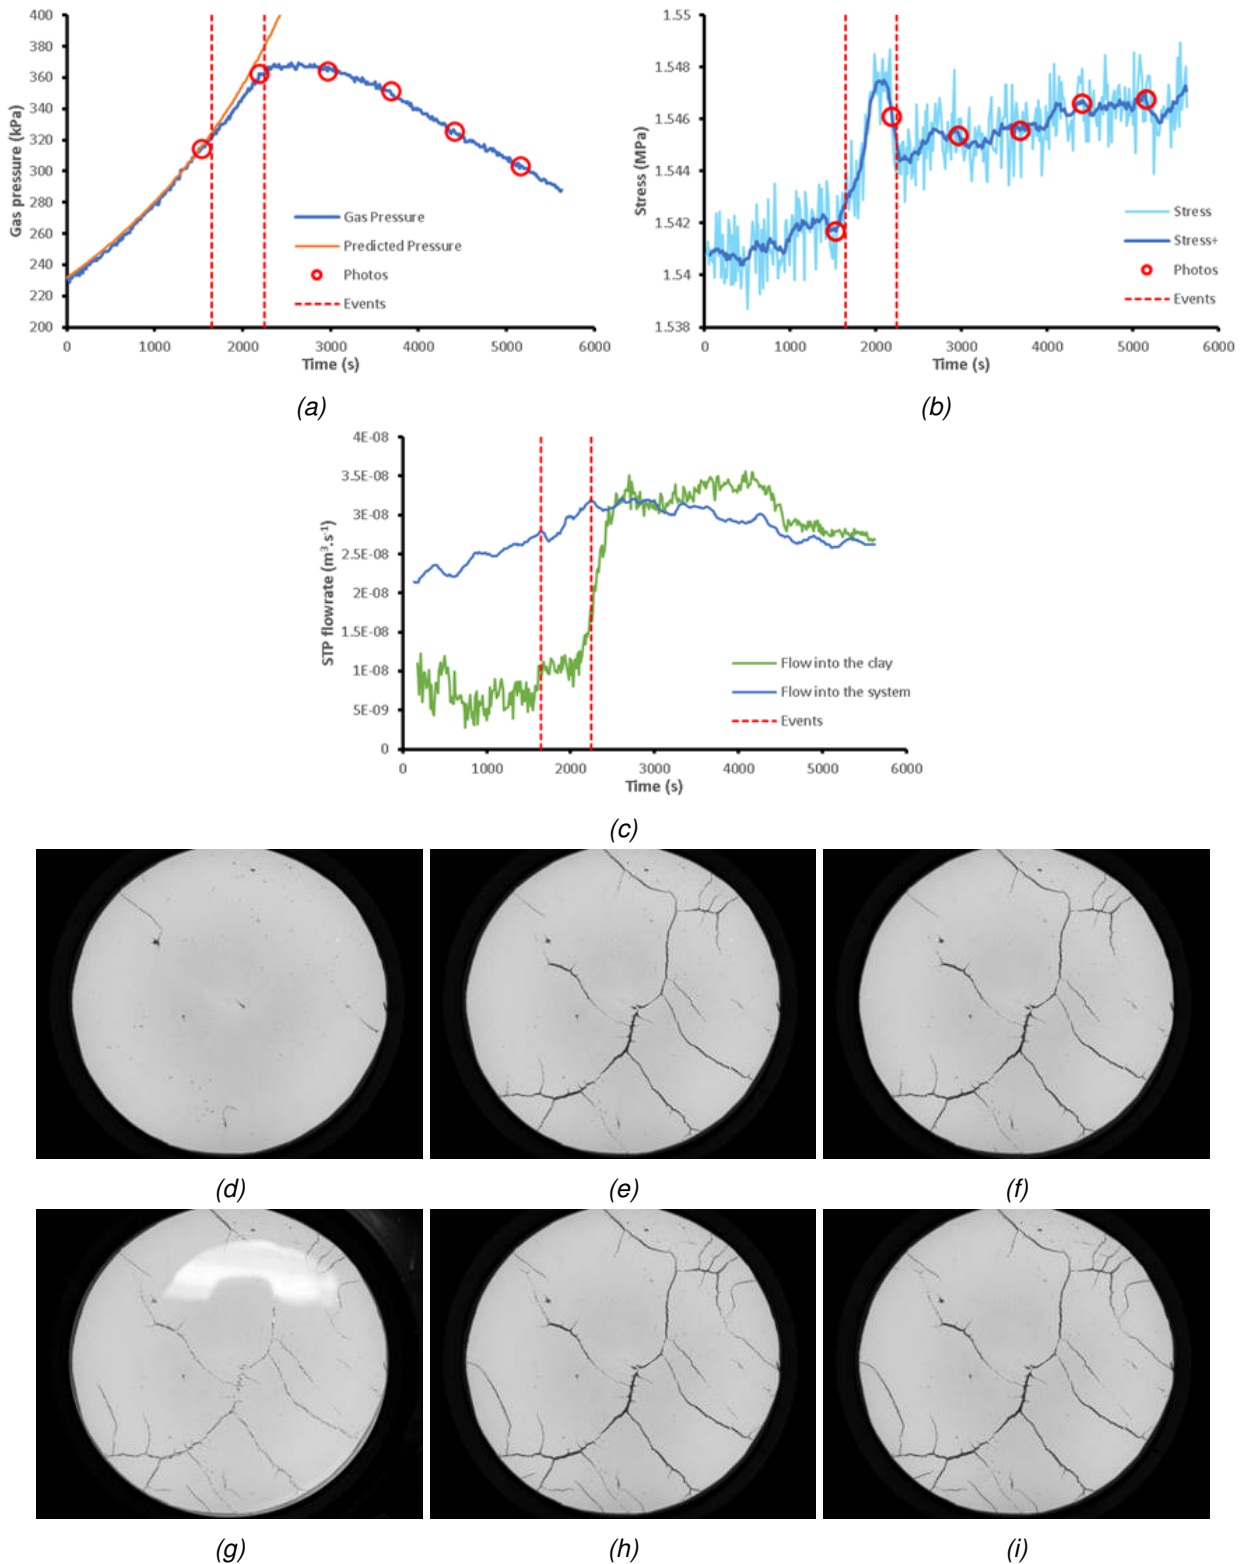 400
380
360
340
320
300
280
260
240
220
200
Gas pressure (kPa)
0 1000 2000 3000 4000 5000 6000
Time (s)
Gas Pressure
Predicted Pressure
Photos
Events
(a)
1.55
1.548
1.546
1.544
1.542
1.54
1.538
Stress (MPa)
0 1000 2000 3000 4000 5000 6000
Time (s)
Stress
Stress+
Photos
Events
(b)
4E-08
3.5E-08
3E-08
2.5E-08
2E-08
1.5E-08
1E-08
5E-09
0
STP flowrate (m³.s⁻¹)
0 1000 2000 3000 4000 5000 6000
Time (s)
Flow into the clay
Flow into the system
Events
(c)
(d) (e) (f)
(g) (h) (i)